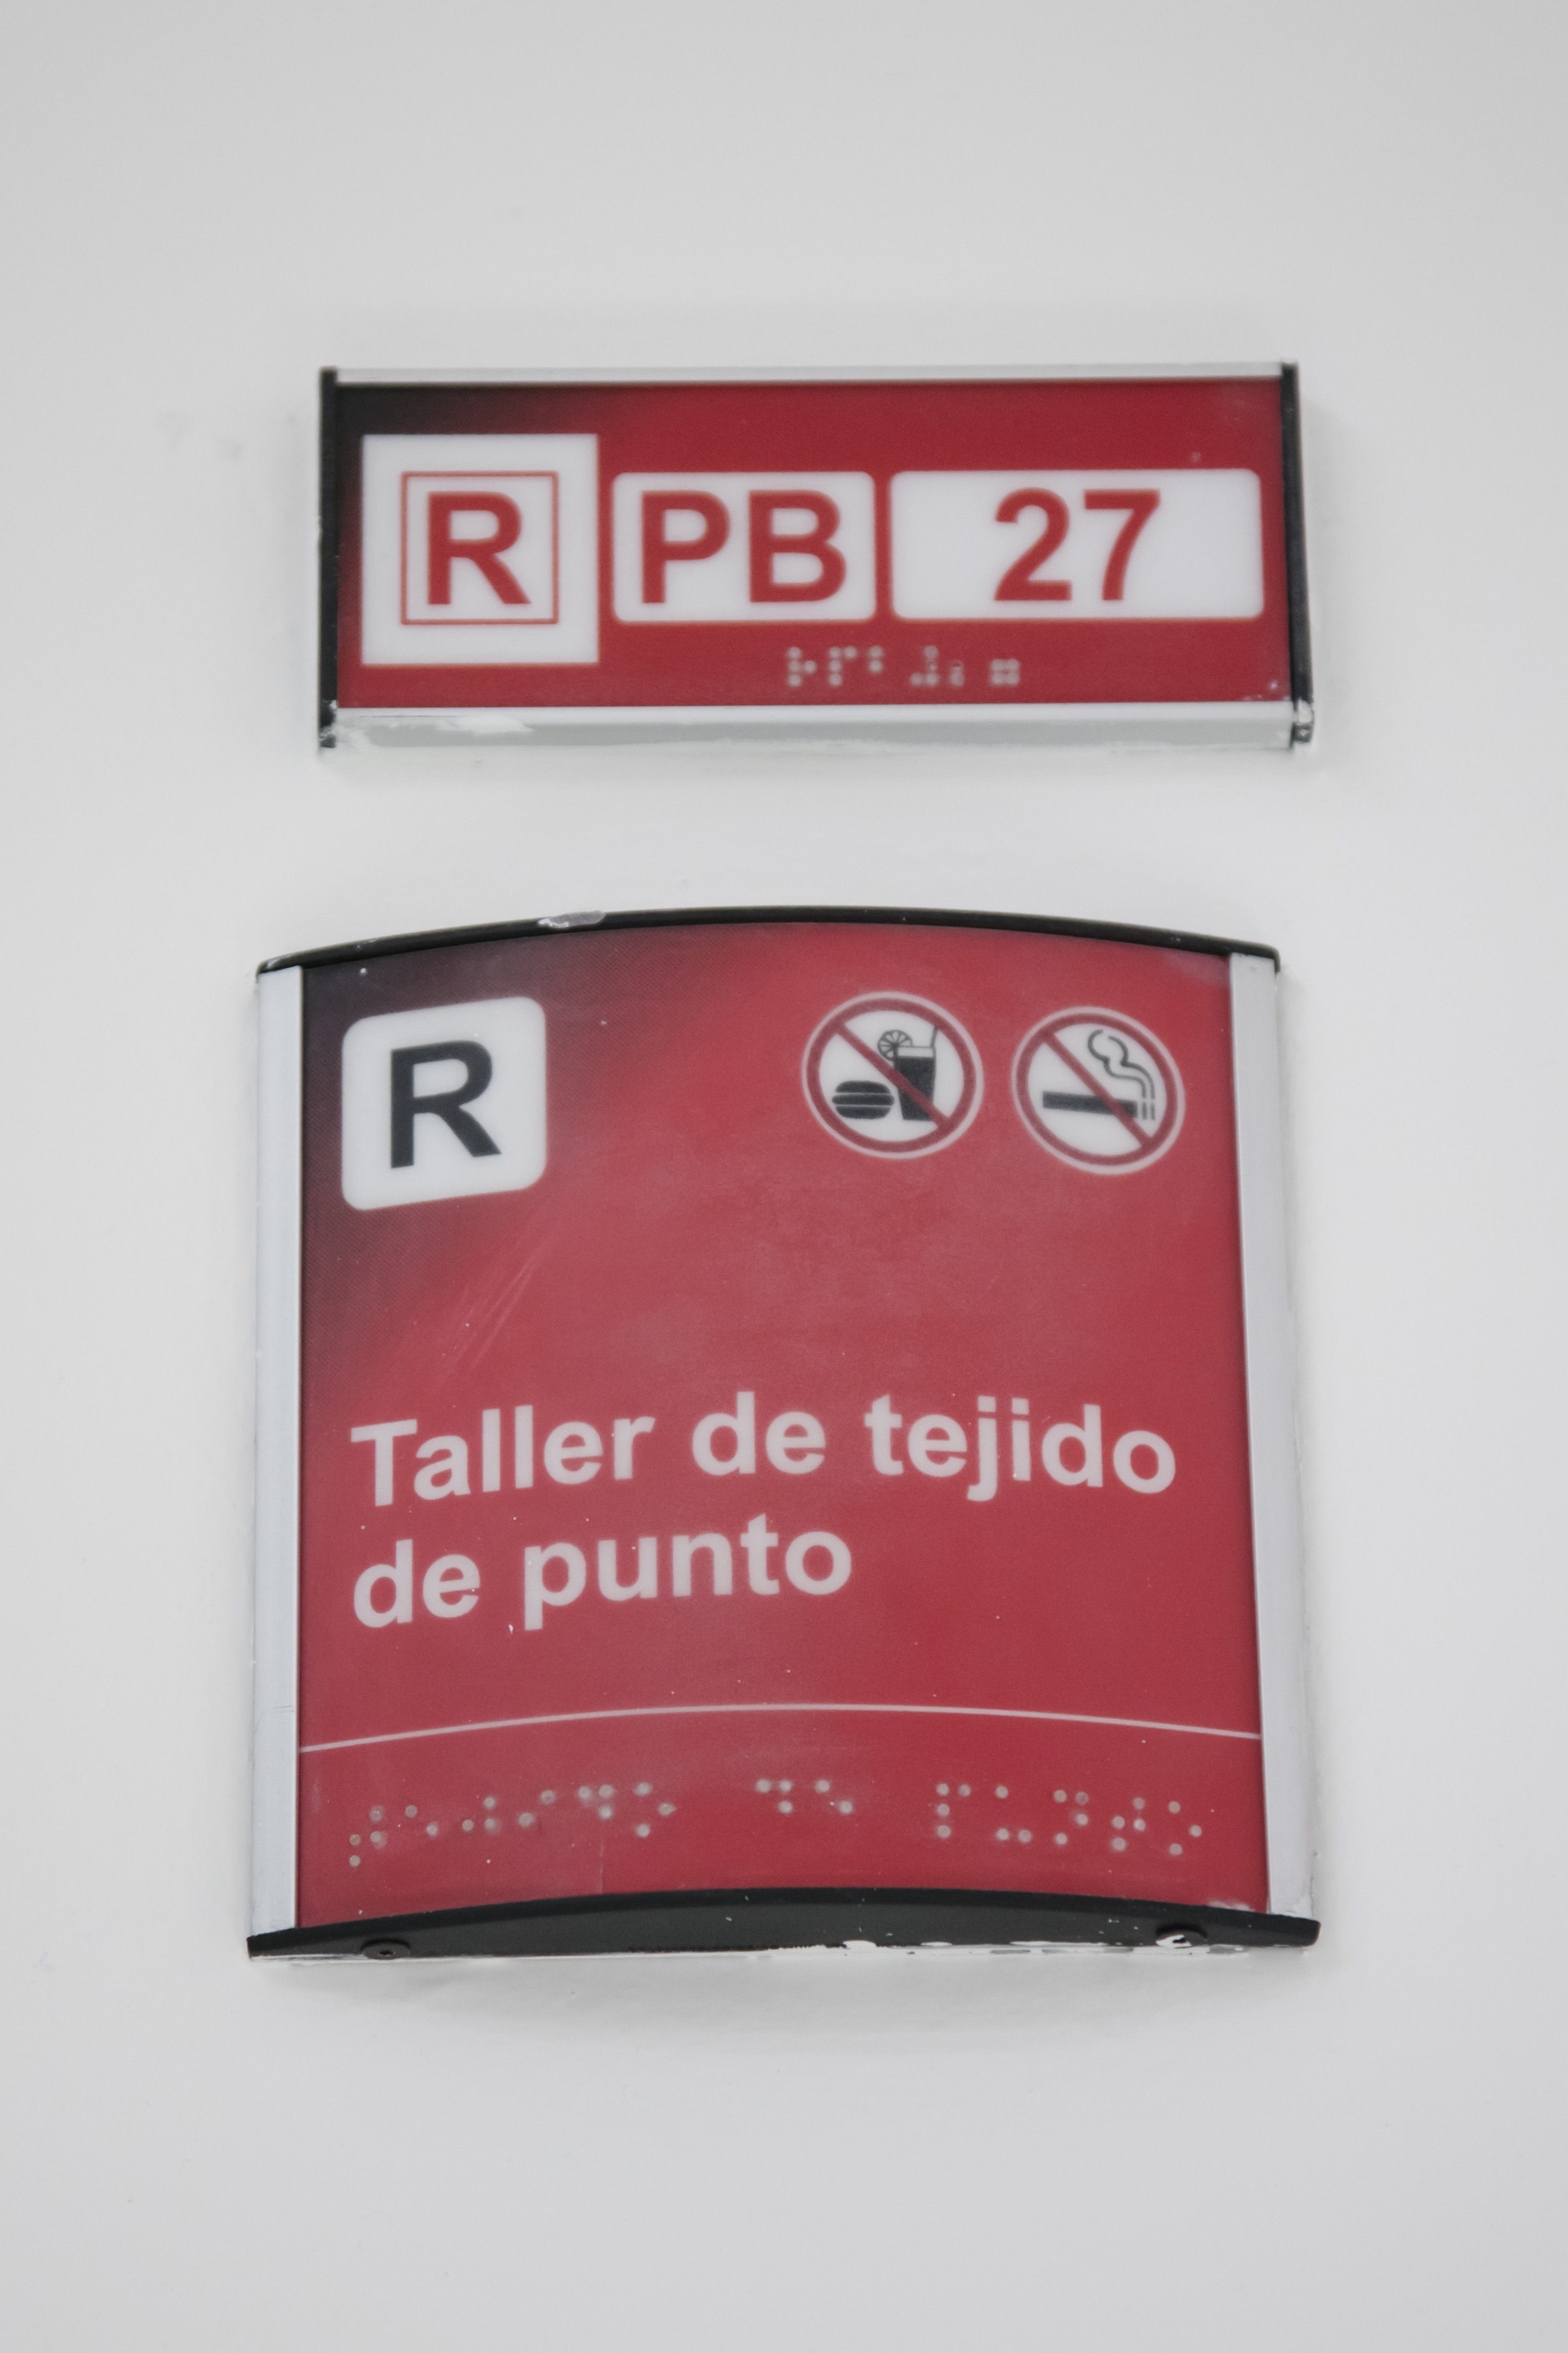 R PB 27
R
Taller de tejido
de punto